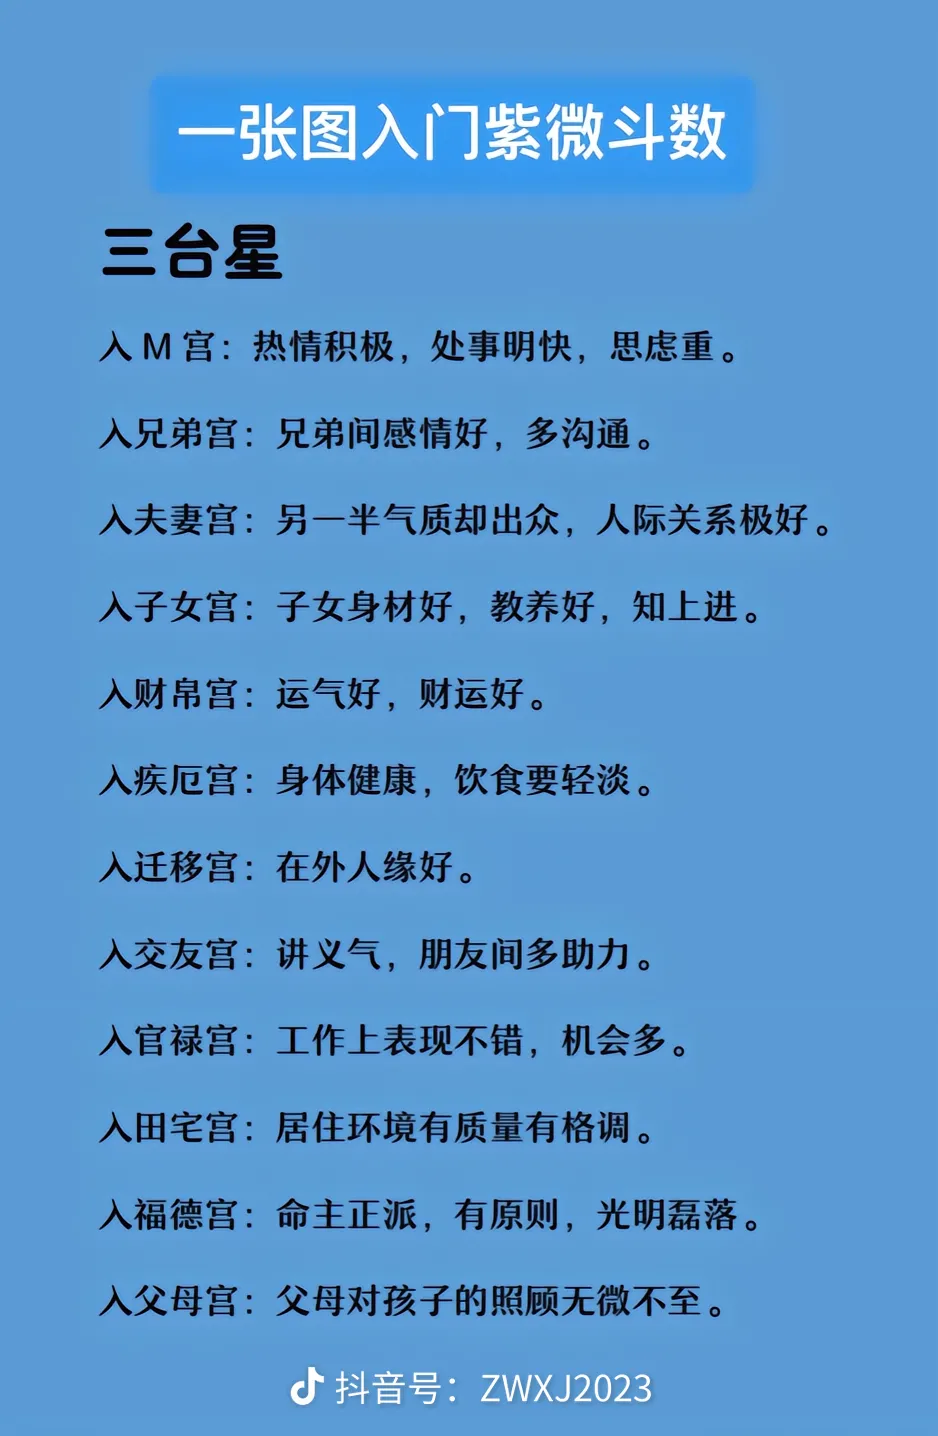 一张图入门紫微斗数
三台星
入M宫：热情积极，处事明快，思虑重。
入兄弟宫：兄弟间感情好，多沟通。
入夫妻宫：另一半气质却出众，人际关系极好。
入子女宫：子女身材好，教养好，知上进。
入财帛宫：运气好，财运好。
入疾厄宫：身体健康，饮食要轻淡。
入迁移宫：在外人缘好。
入交友宫：讲义气，朋友间多助力。
入官禄宫：工作上表现不错，机会多。
入田宅宫：居住环境有质量有格调。
入福德宫：命主正派，有原则，光明磊落。
入父母宫：父母对孩子的照顾无微不至。
抖音号：ZWXJ2023